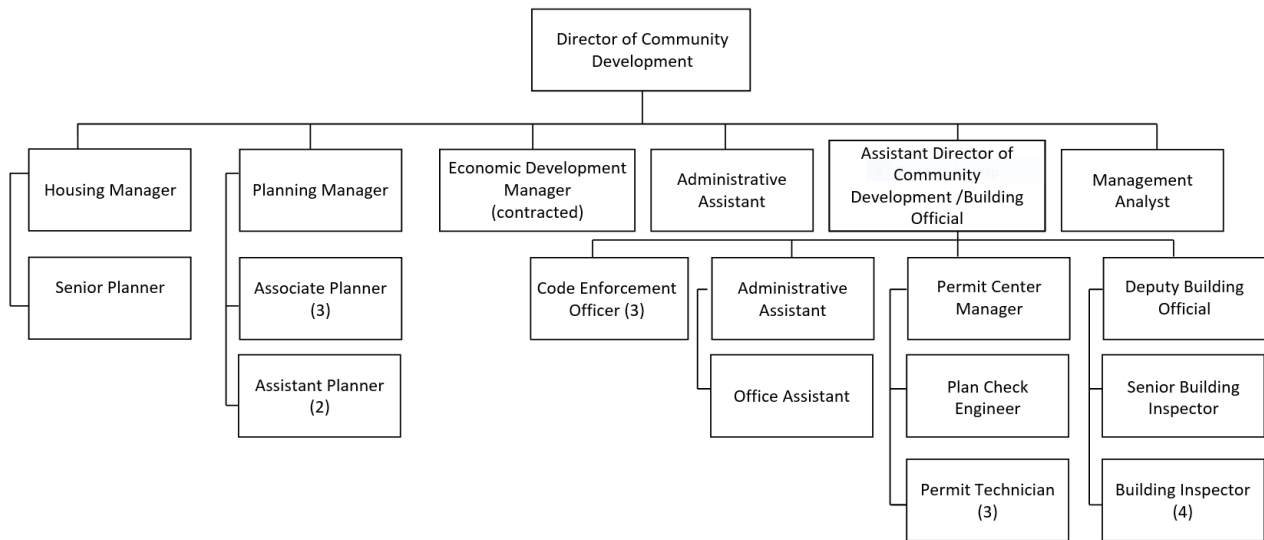 Director of Community
Development
Housing Manager
Planning Manager
Economic Development
Manager
(contracted)
Administrative
Assistant
Assistant Director of
Community
Development /Building
Official
Management
Analyst
Senior Planner
Associate Planner
(3)
Code Enforcement
Officer (3)
Administrative
Assistant
Permit Center
Manager
Deputy Building
Official
Assistant Planner
(2)
Office Assistant
Plan Check
Engineer
Senior Building
Inspector
Permit Technician
(3)
Building Inspector
(4)